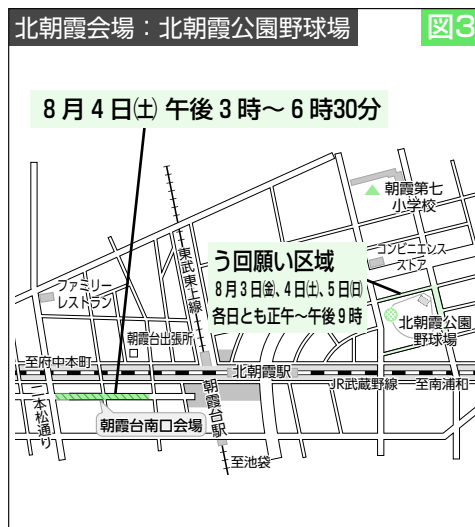 北朝霞会場：北朝霞公園野球場
図3
8月4日㈯ 午後3時〜6時30分
朝霞第七
小学校
東武東上線
コンビニエンス
ストア
う回願い区域
8月3日㈮、4日㈯、5日㈰
各日とも正午〜午後9時
ファミリー
レストラン
朝霞台出張所
北朝霞公園
野球場
至府中本町
北朝霞駅
JR武蔵野線
至南浦和
二本松通り
朝霞台駅
朝霞台南口会場
至池袋